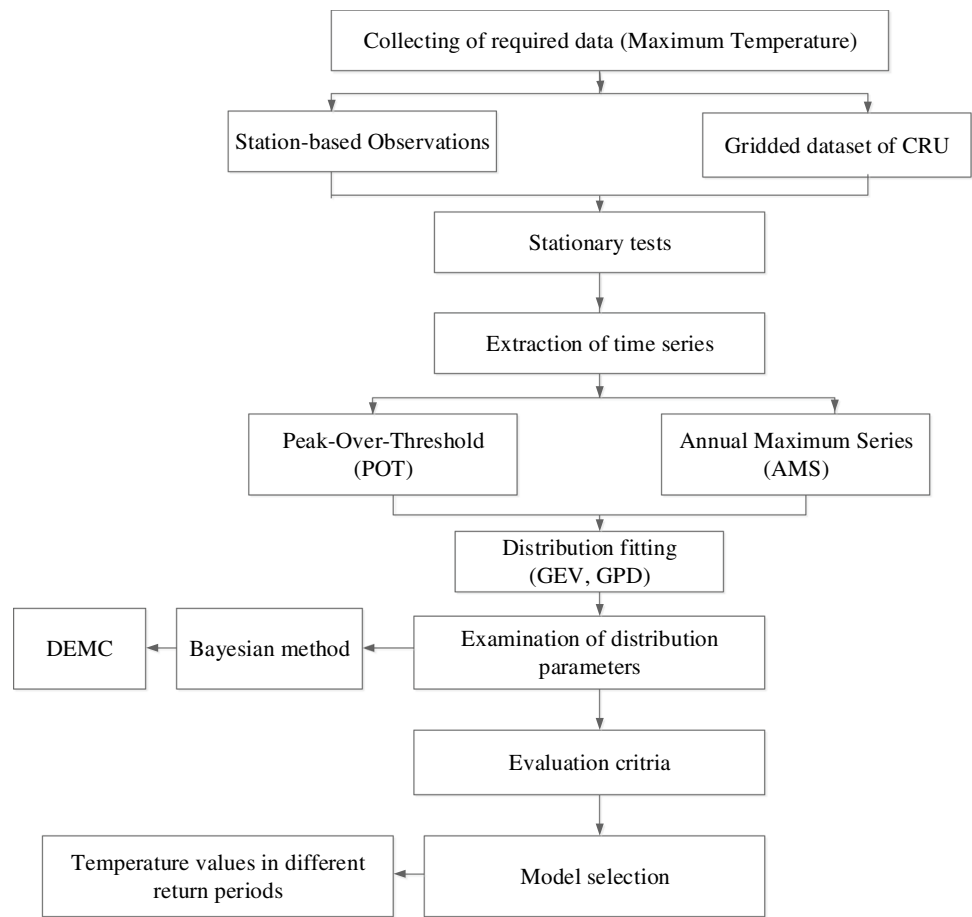 Collecting of required data (Maximum Temperature)
Station-based Observations
Gridded dataset of CRU
Stationary tests
Extraction of time series
Peak-Over-Threshold
(POT)
Annual Maximum Series
(AMS)
Distribution fitting
(GEV, GPD)
DEMC
Bayesian method
Examination of distribution
parameters
Evaluation critria
Temperature values in different
return periods
Model selection